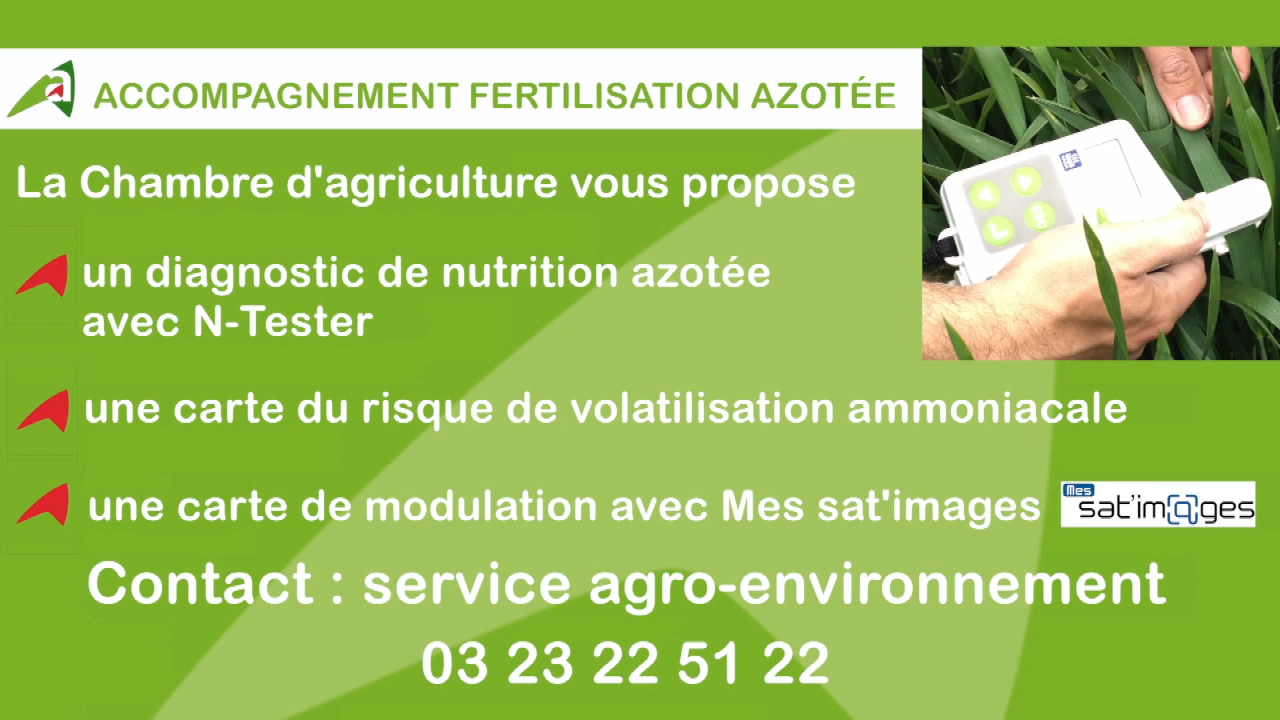 ACCOMPAGNEMENT FERTILISATION AZOTÉE
La Chambre d'agriculture vous propose
un diagnostic de nutrition azotée
avec N-Tester
une carte du risque de volatilisation ammoniacale
une carte de modulation avec Mes sat'images
Mes
sat'im@ges
Contact : service agro-environnement
03 23 22 51 22